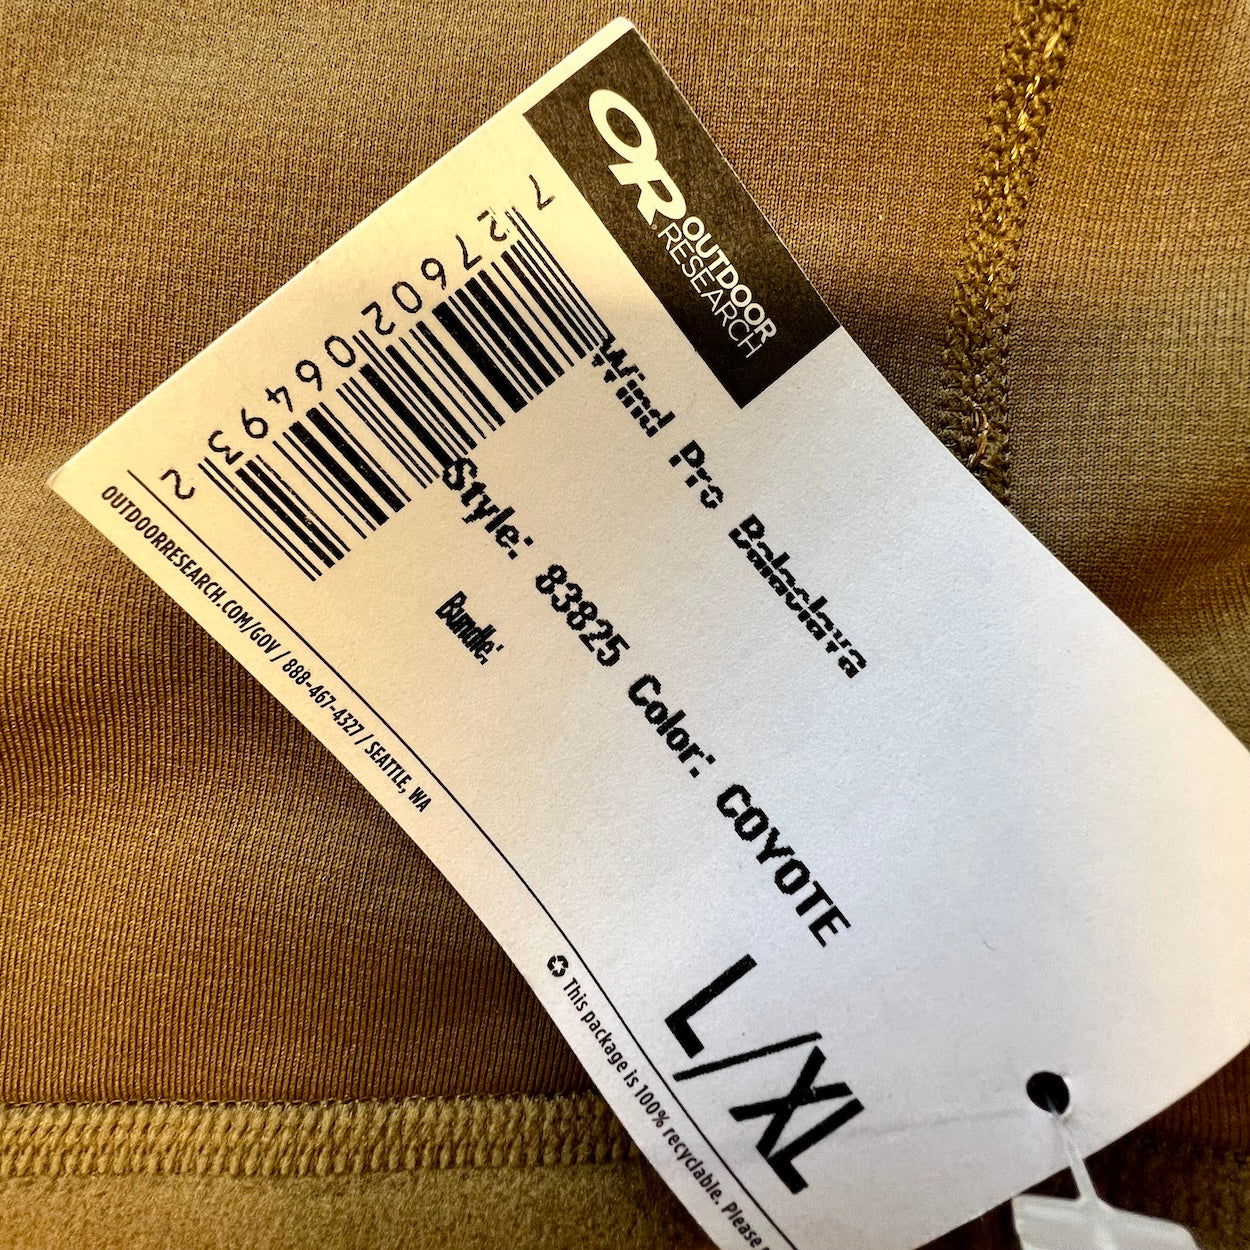 OR® OUTDOOR
RESEARCH
Wind Pro Balaclava
7 27602 06493 2
Style: 83825 Color: COYOTE
Bundle:
L/XL
OUTDOORRESEARCH.COM/GOV / 888-467-4327 / SEATTLE, WA
♻ This package is 100% recyclable. Please